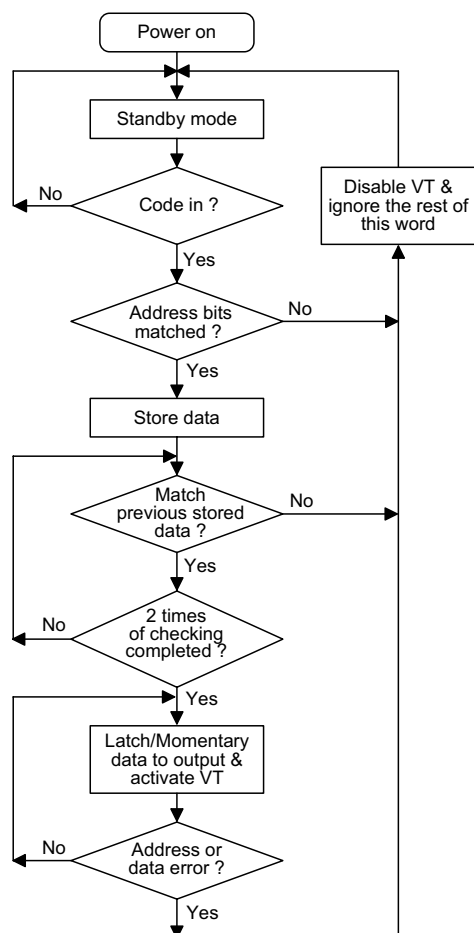 Power on
Standby mode
No
Code in ?
Disable VT &
ignore the rest of
this word
Yes
Address bits
matched ?
No
Yes
Store data
Match
previous stored
data ?
No
Yes
2 times
of checking
completed ?
No
Yes
Latch/Momentary
data to output &
activate VT
No
Address or
data error ?
Yes